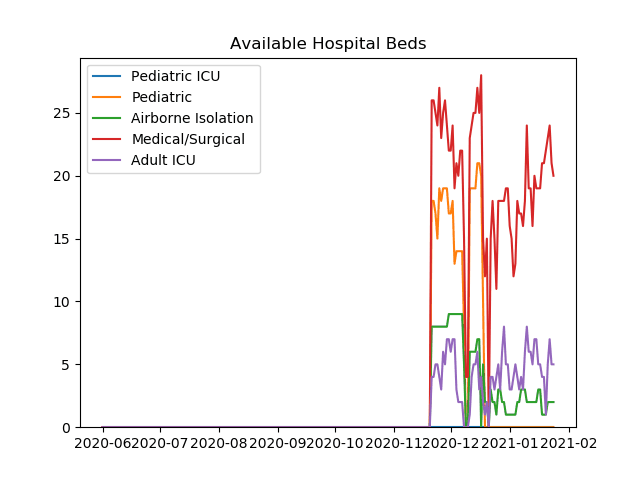 Available Hospital Beds
Pediatric ICU
Pediatric
Airborne Isolation
Medical/Surgical
Adult ICU
25
20
15
10
5
0
2020-06 2020-07 2020-08 2020-09 2020-10 2020-11 2020-12 2021-01 2021-02